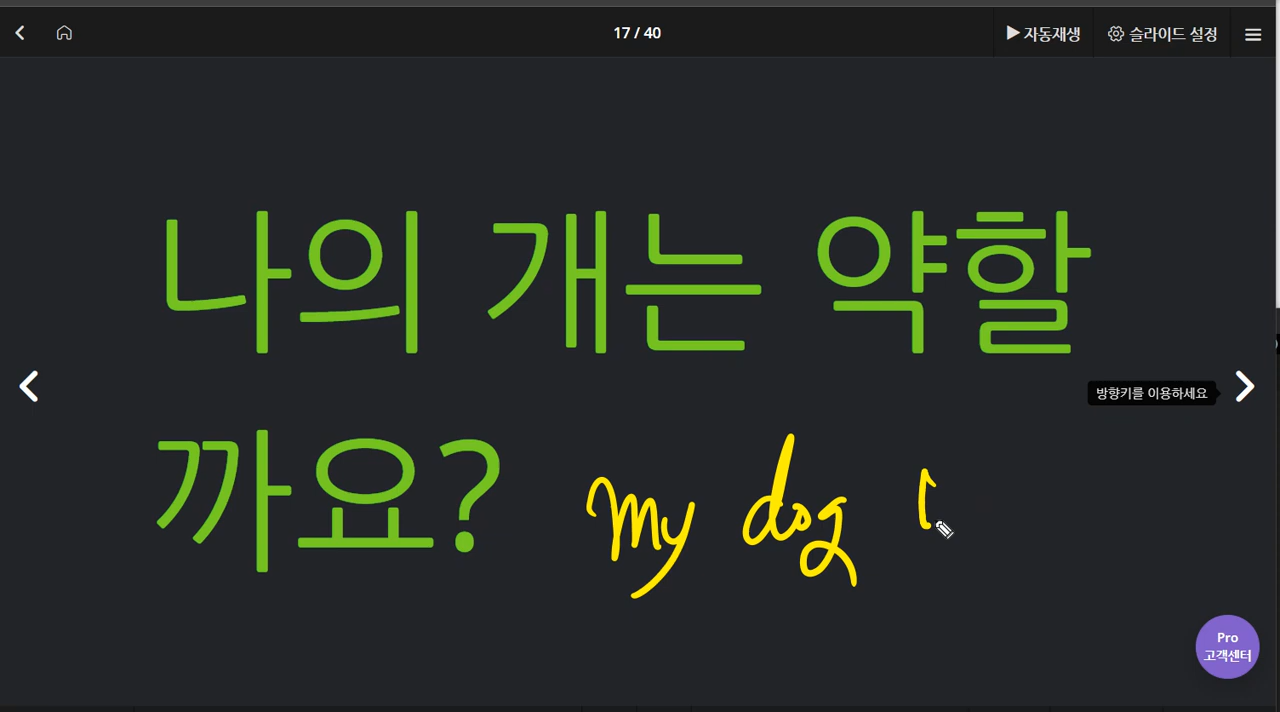 17 / 40
▶자동재생
슬라이드 설정
나의 개는 약할
방향키를 이용하세요
까요? my dog
Pro
고객센터